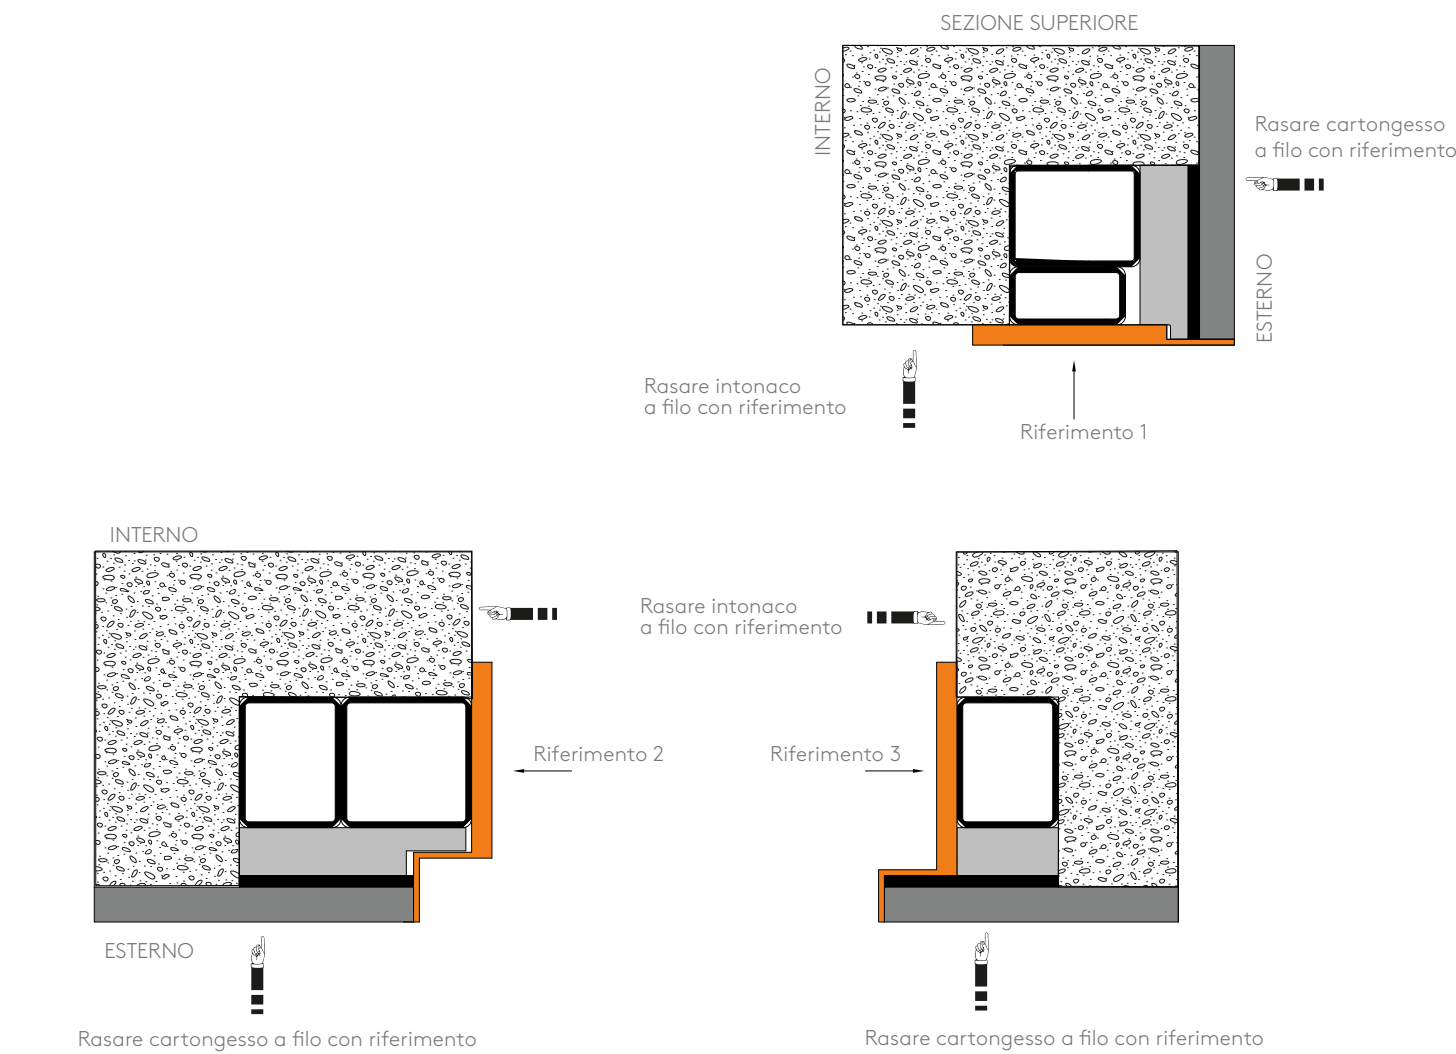 SEZIONE SUPERIORE
INTERNO
Rasare cartongesso
a filo con riferimento
ESTERNO
Rasare intonaco
a filo con riferimento
Riferimento 1
INTERNO
Rasare intonaco
a filo con riferimento
Riferimento 2
Riferimento 3
ESTERNO
Rasare cartongesso a filo con riferimento
Rasare cartongesso a filo con riferimento